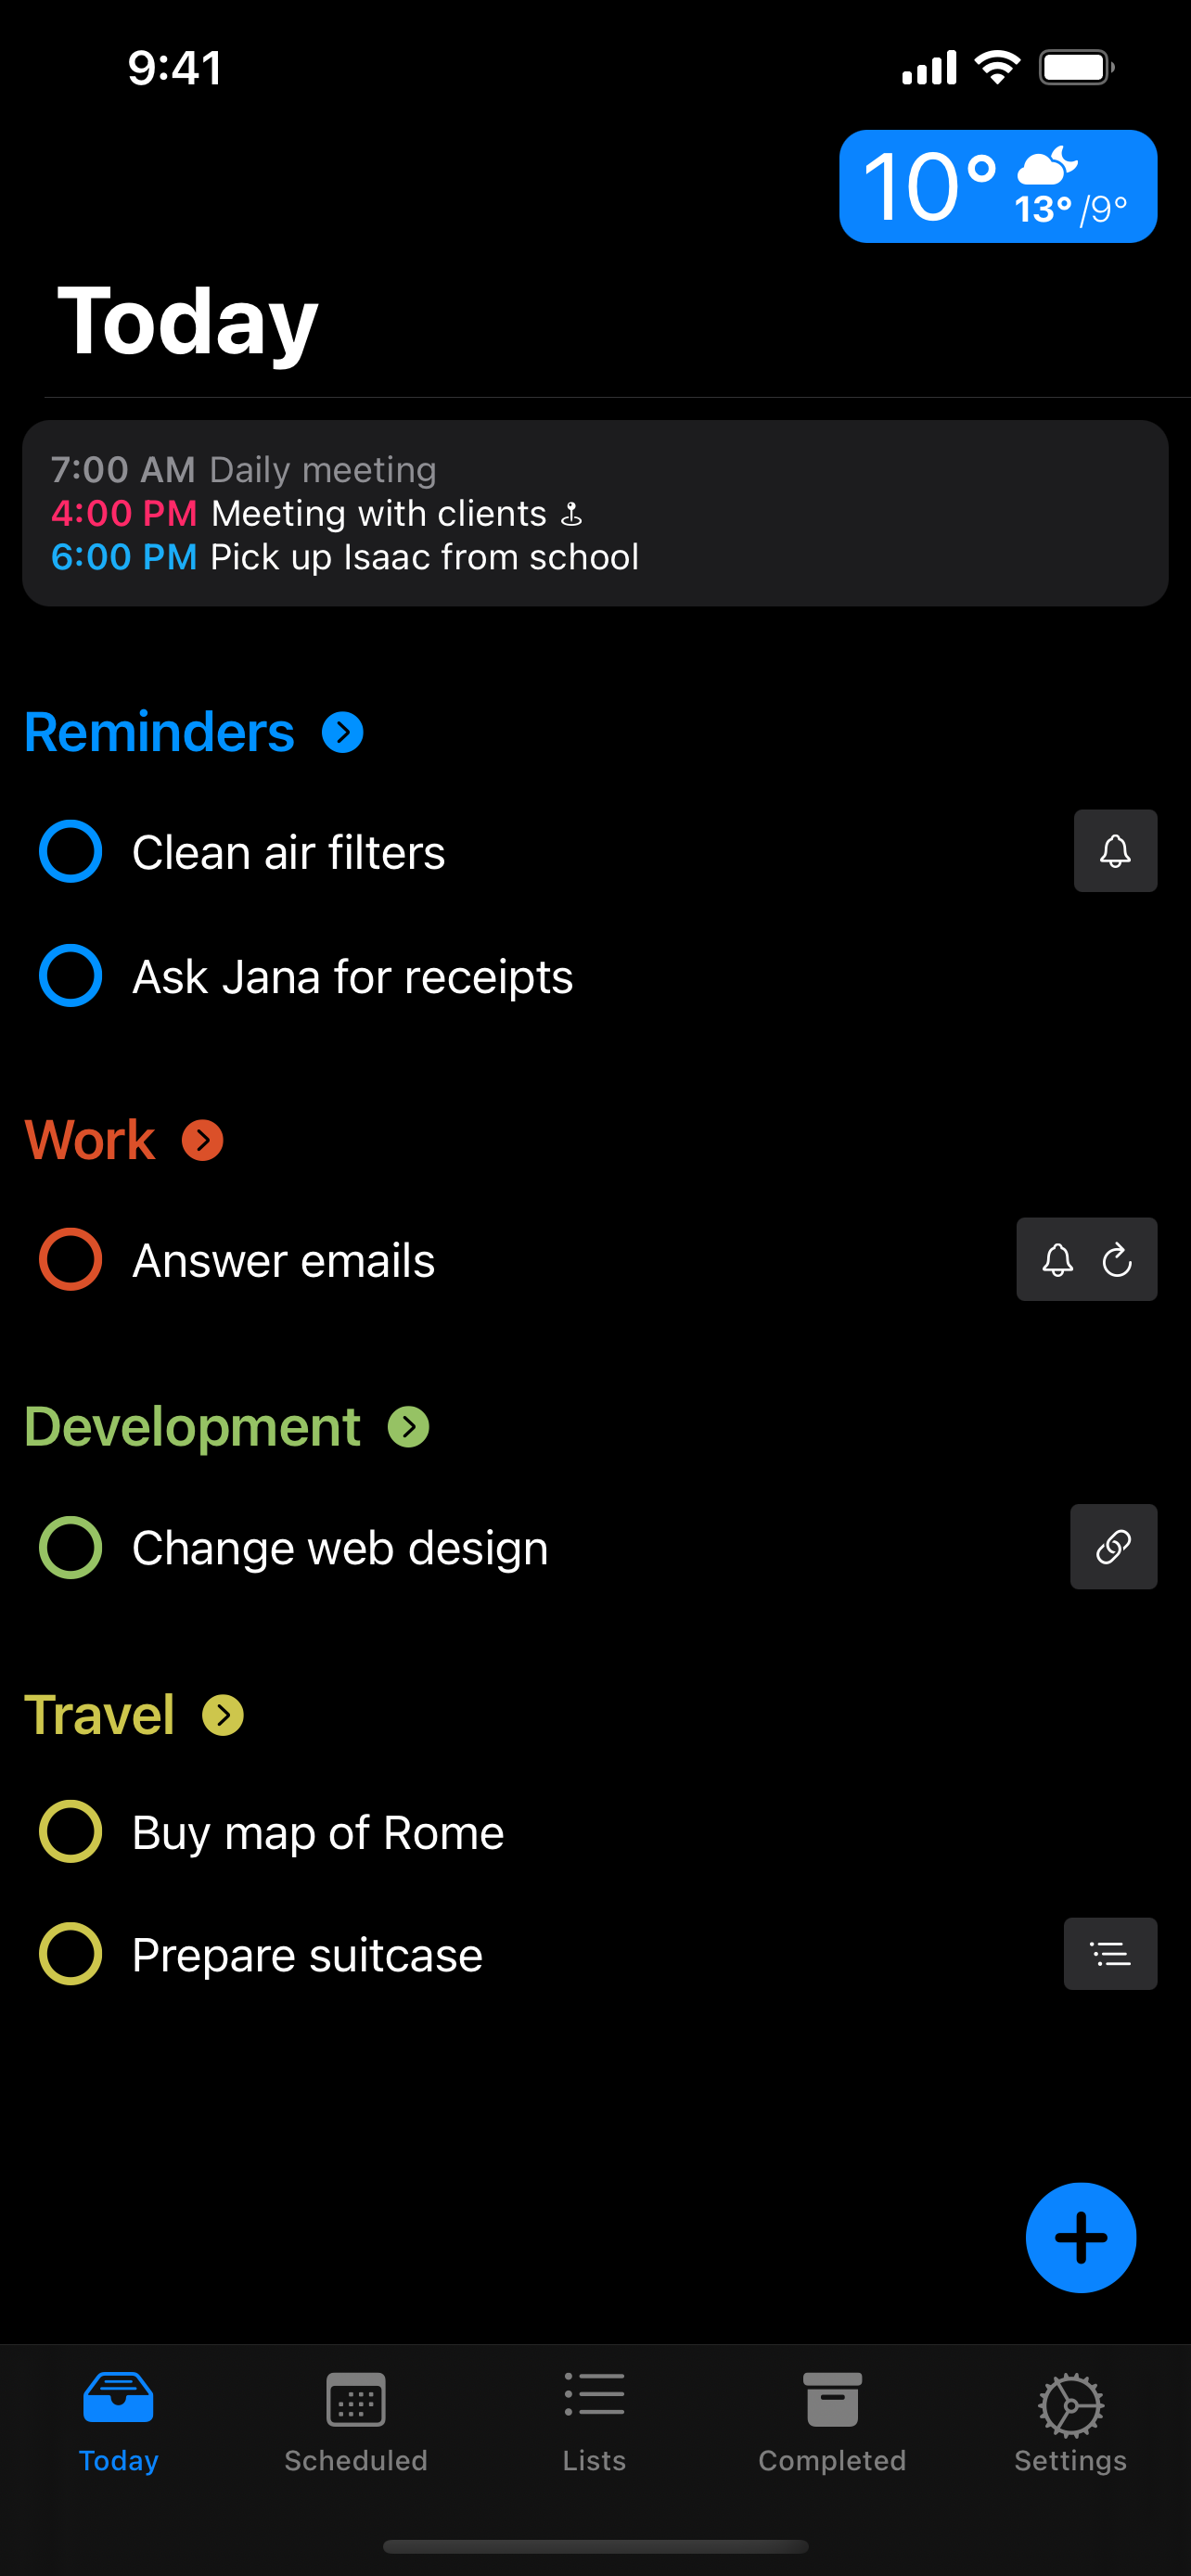 9:41
10°
13° /9°
Today
7:00 AM Daily meeting
4:00 PM Meeting with clients
6:00 PM Pick up Isaac from school
Reminders
Clean air filters
Ask Jana for receipts
Work
Answer emails
Development
Change web design
Travel
Buy map of Rome
Prepare suitcase
Today Scheduled Lists Completed Settings